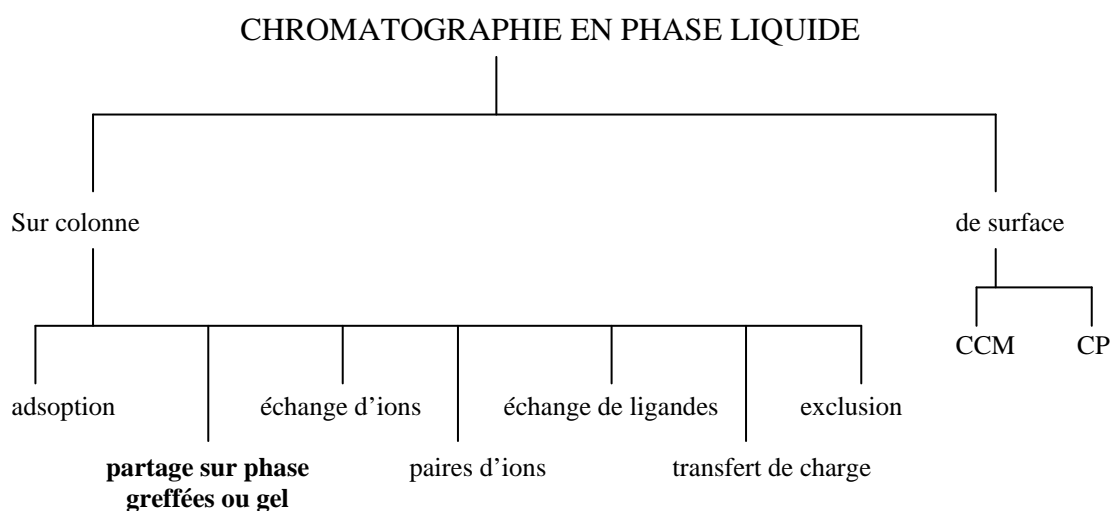 CHROMATOGRAPHIE EN PHASE LIQUIDE
Sur colonne
de surface
CCM
CP
adsoption
échange d’ions
échange de ligandes
exclusion
partage sur phase
greffées ou gel
paires d’ions
transfert de charge